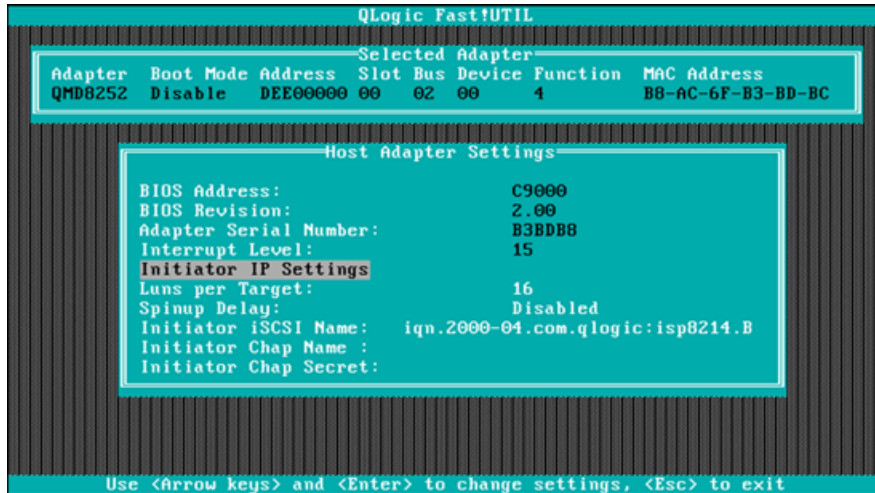 QLogic Fast!UTIL
Selected Adapter
Adapter Boot Mode Address Slot Bus Device Function MAC Address
QMD8252 Disable DEE00000 00 02 00 4 B8-AC-6F-B3-BD-BC
Host Adapter Settings
BIOS Address: C9000
BIOS Revision: 2.00
Adapter Serial Number: B3BDB8
Interrupt Level: 15
Initiator IP Settings
Luns per Target: 16
Spinup Delay: Disabled
Initiator iSCSI Name: iqn.2000-04.com.qlogic:isp8214.B
Initiator Chap Name :
Initiator Chap Secret:
Use <Arrow keys> and <Enter> to change settings, <Esc> to exit